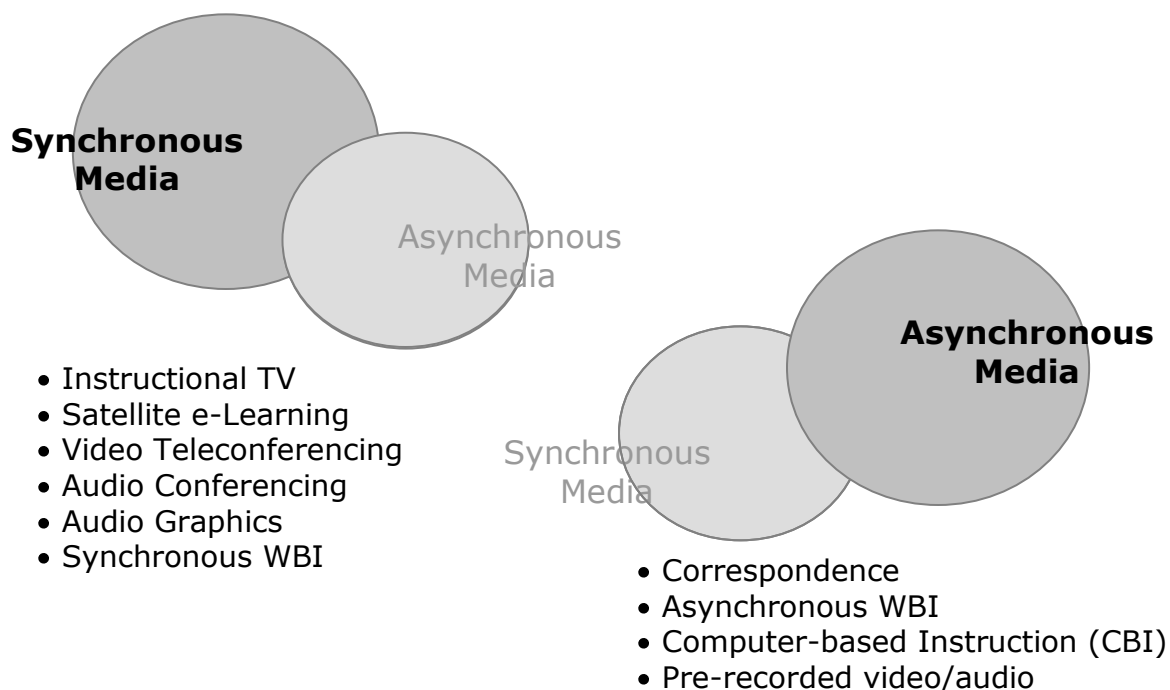 Synchronous
Media
Asynchronous
Media
• Instructional TV
• Satellite e-Learning
• Video Teleconferencing
• Audio Conferencing
• Audio Graphics
• Synchronous WBI
Asynchronous
Media
Synchronous
Media
• Correspondence
• Asynchronous WBI
• Computer-based Instruction (CBI)
• Pre-recorded video/audio